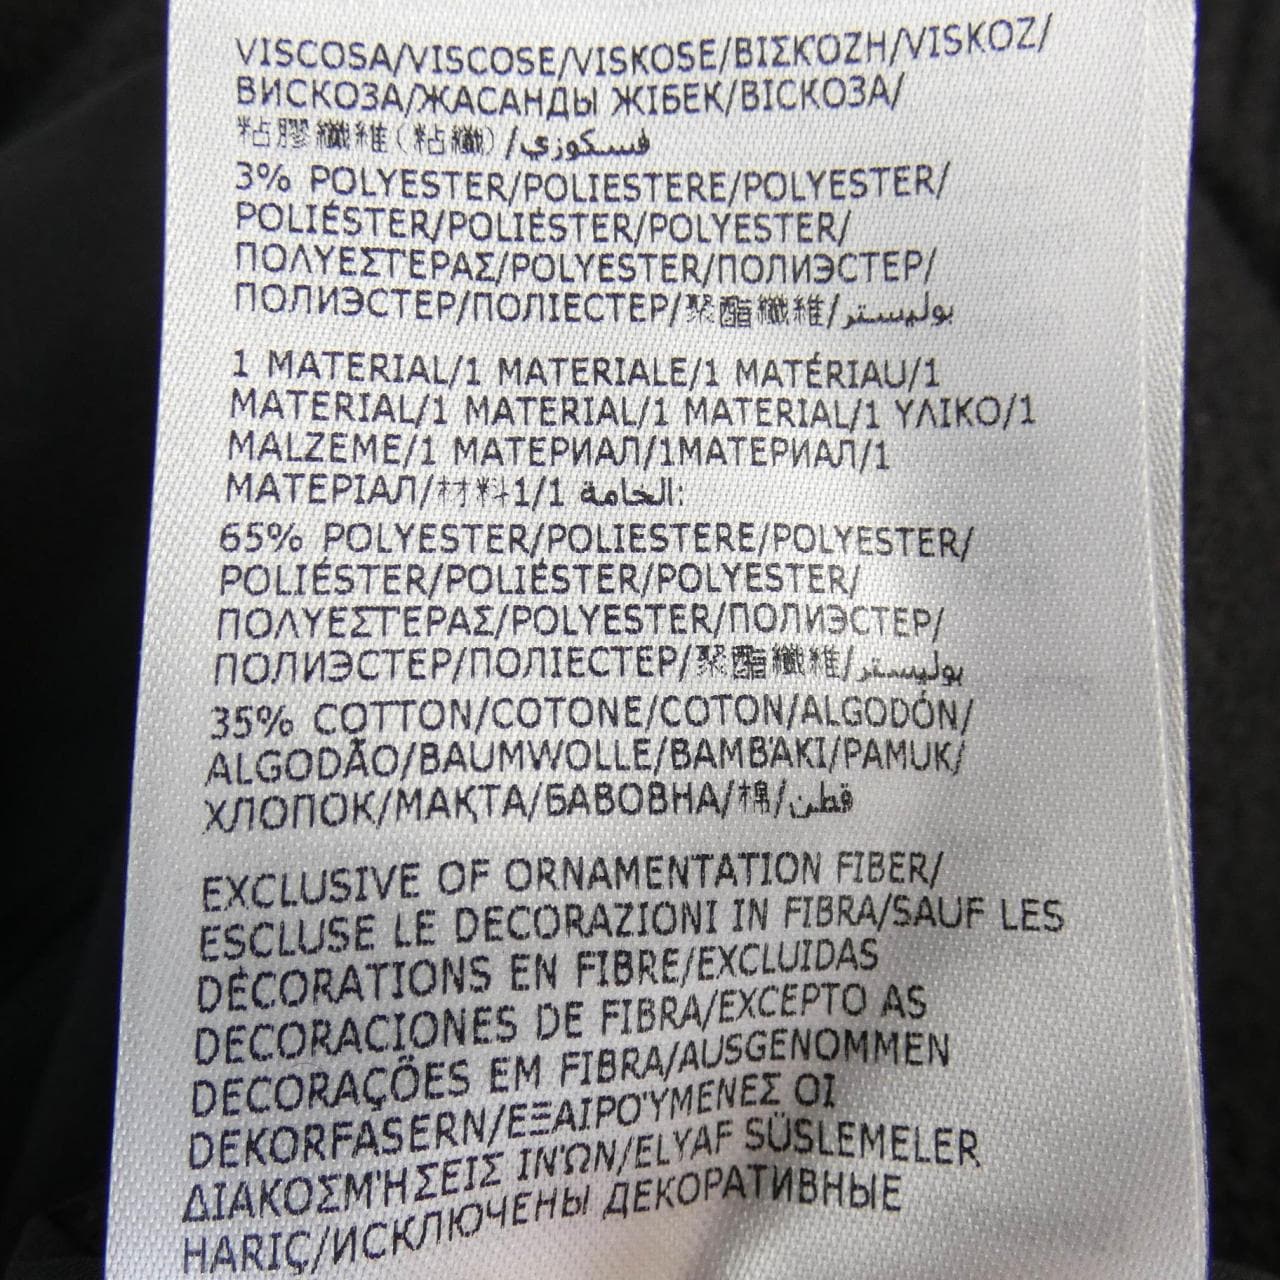 VISCOSA/VISCOSE/VISKOSE/ΒΙΣΚΟΖΗ/VISKOZ/
ВИСКОЗА/ЖАСАНДЫ ЖІБЕК/ВІСКОЗА/
粘膠纖維(粘纖)/فسكوزي
3% POLYESTER/POLIESTERE/POLYESTER/
POLIÉSTER/POLIÉSTER/POLYESTER/
ΠΟΛΥΕΣΤΕΡΑΣ/POLYESTER/ПОЛИЭСТЕР/
ПОЛИЭСТЕР/ПОЛІЕСТЕР/聚酯纖維/بوليستر
1 MATERIAL/1 MATERIALE/1 MATÉRIAU/1
MATERIAL/1 MATERIAL/1 MATERIAL/1 ΥΛΙΚΟ/1
MALZEME/1 МАТЕРИАЛ/1МАТЕРИАЛ/1
МАТЕРІАЛ/材料1/1 الخامة:
65% POLYESTER/POLIESTERE/POLYESTER/
POLIÉSTER/POLIÉSTER/POLYESTER/
ΠΟΛΥΕΣΤΕΡΑΣ/POLYESTER/ПОЛИЭСТЕР/
ПОЛИЭСТЕР/ПОЛІЕСТЕР/聚酯纖維/بوليستر
35% COTTON/COTONE/COTON/ALGODÓN/
ALGODÃO/BAUMWOLLE/ΒΑΜΒΆΚΙ/PAMUK/
ХЛОПОК/МАҚТА/БАВОВНА/棉/قطن
EXCLUSIVE OF ORNAMENTATION FIBER/
ESCLUSE LE DECORAZIONI IN FIBRA/SAUF LES
DÉCORATIONS EN FIBRE/EXCLUIDAS
DECORACIONES DE FIBRA/EXCEPTO AS
DECORAÇÕES EM FIBRA/AUSGENOMMEN
DEKORFASERN/ΕΞΑΙΡΟΎΜΕΝΕΣ ΟΙ
ΔΙΑΚΟΣΜΉΣΕΙΣ ΙΝΏΝ/ELYAF SÜSLEMELER
HARİÇ/ИСКЛЮЧЕНЫ ДЕКОРАТИВНЫЕ